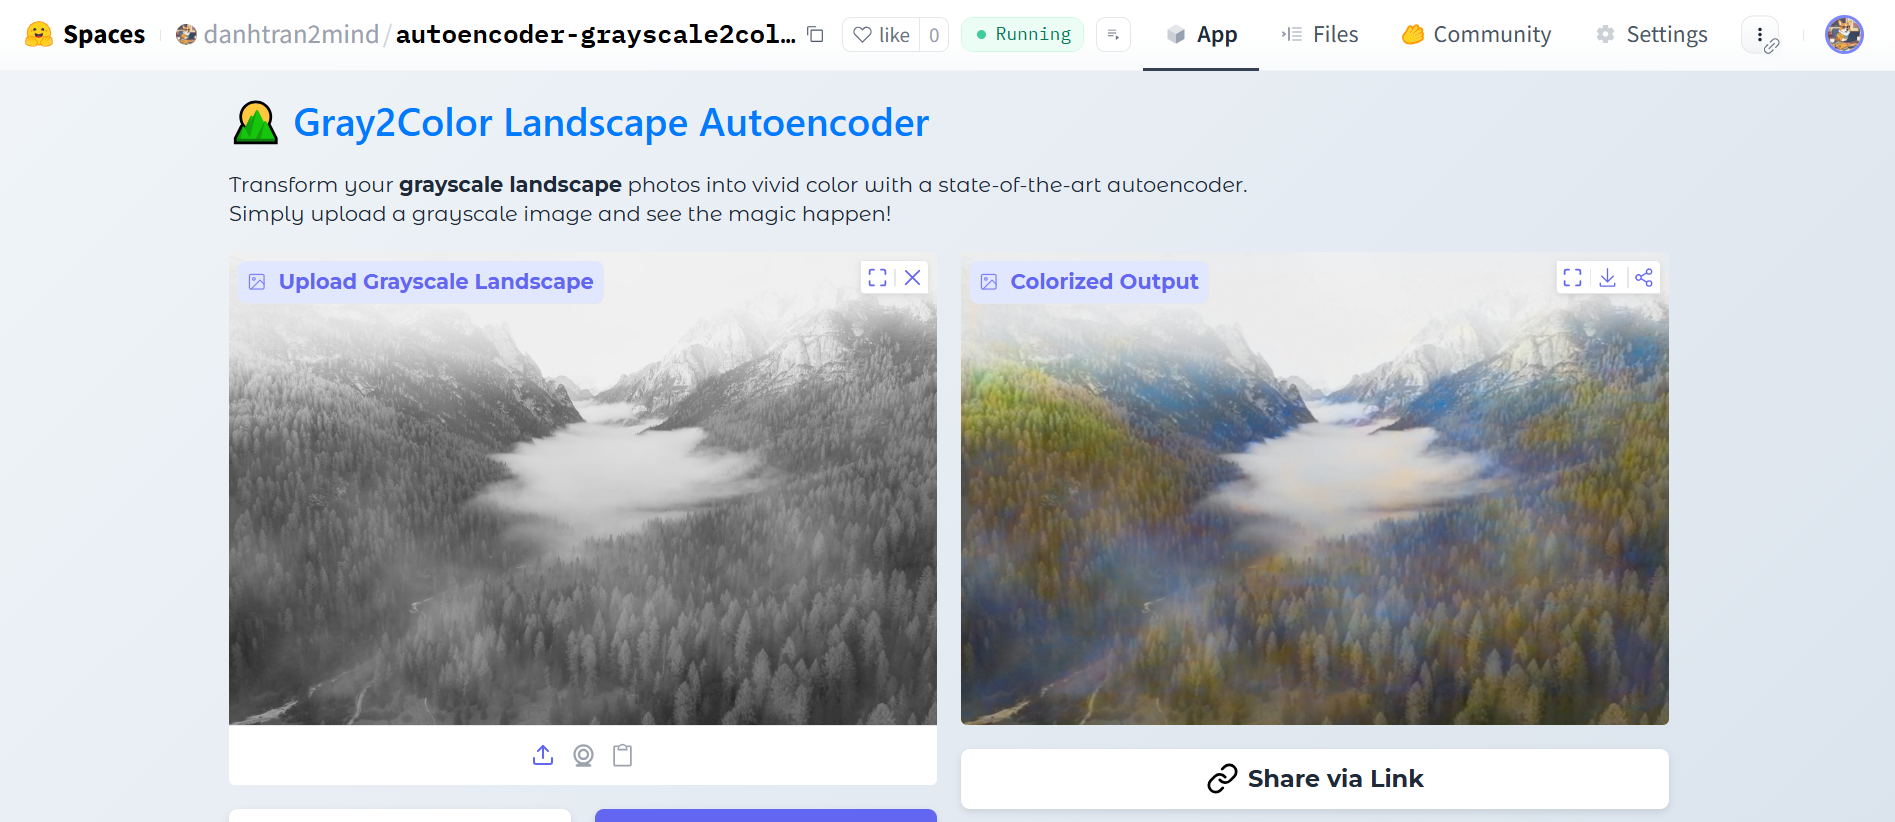 Spaces
danhtran2mind/autoencoder-grayscale2col…
like 0
Running
App
Files
Community
Settings
Gray2Color Landscape Autoencoder
Transform your grayscale landscape photos into vivid color with a state-of-the-art autoencoder.
Simply upload a grayscale image and see the magic happen!
Upload Grayscale Landscape
Colorized Output
Share via Link